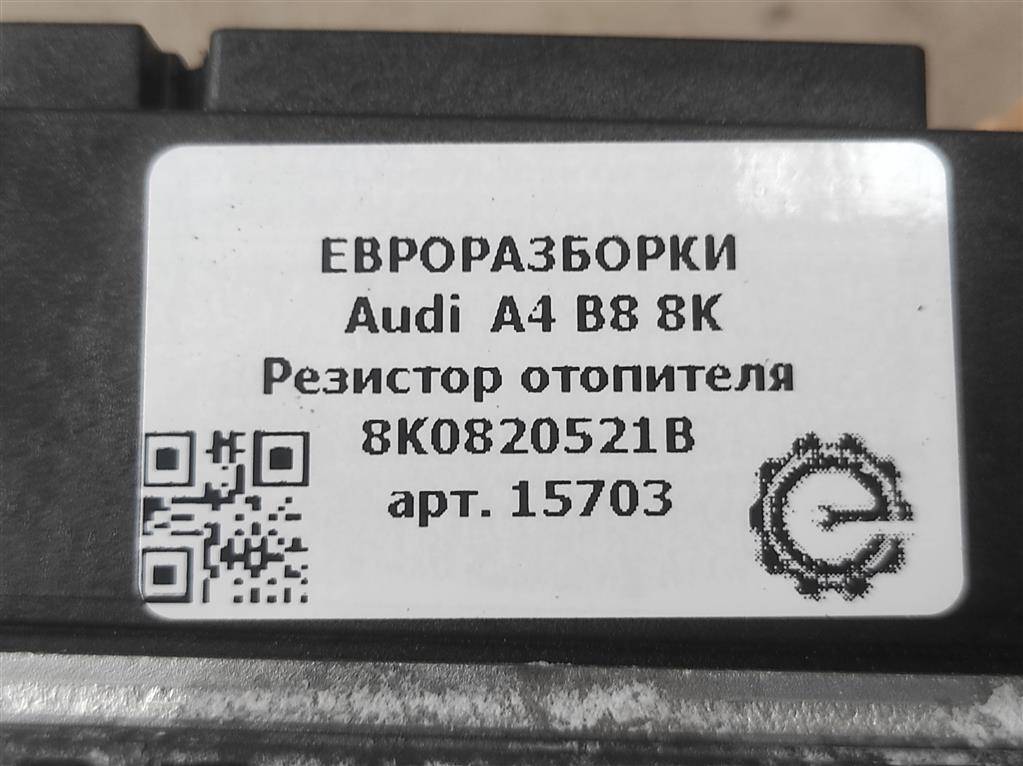 ЕВРОРАЗБОРКИ
Audi A4 B8 8K
Резистор отопителя
8K0820521B
арт. 15703